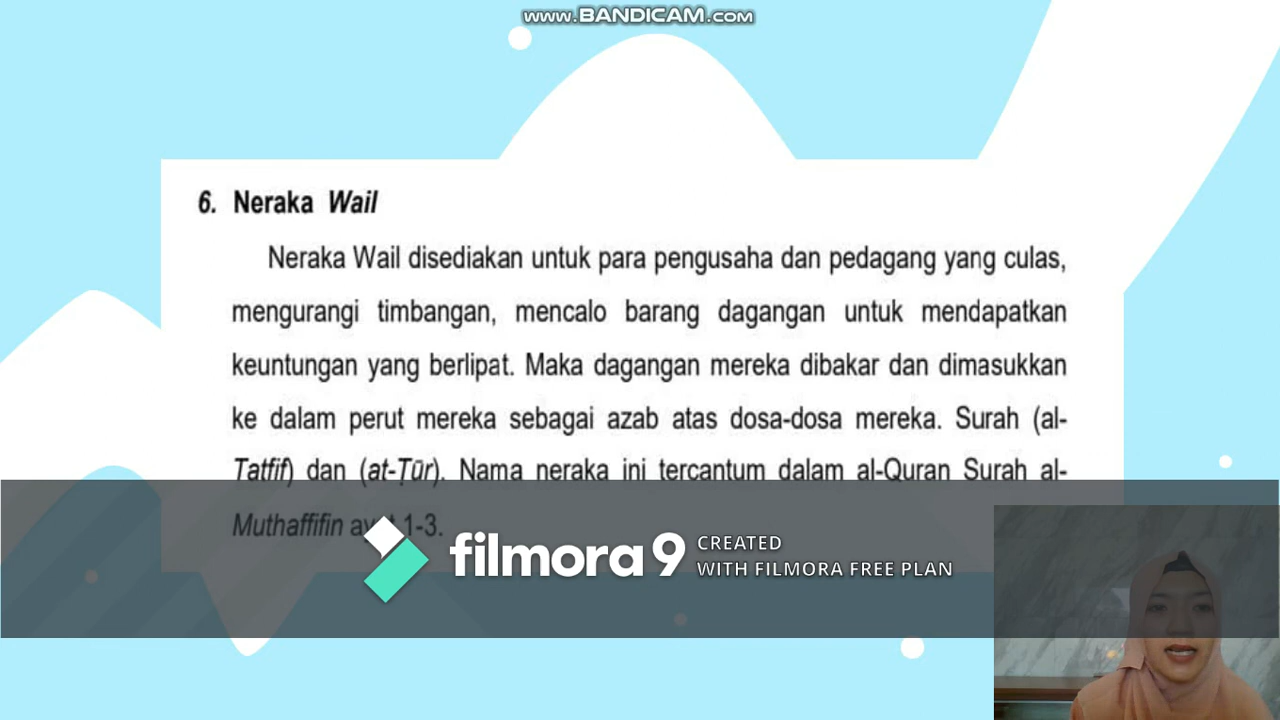 www.BANDICAM.com
6. Neraka Wail
Neraka Wail disediakan untuk para pengusaha dan pedagang yang culas,
mengurangi timbangan, mencalo barang dagangan untuk mendapatkan
keuntungan yang berlipat. Maka dagangan mereka dibakar dan dimasukkan
ke dalam perut mereka sebagai azab atas dosa-dosa mereka. Surah (al-
Tatfif) dan (at-Ṭūr). Nama neraka ini tercantum dalam al-Quran Surah al-
Muthaffifin ayat 1-3.
filmora9 CREATED
WITH FILMORA FREE PLAN